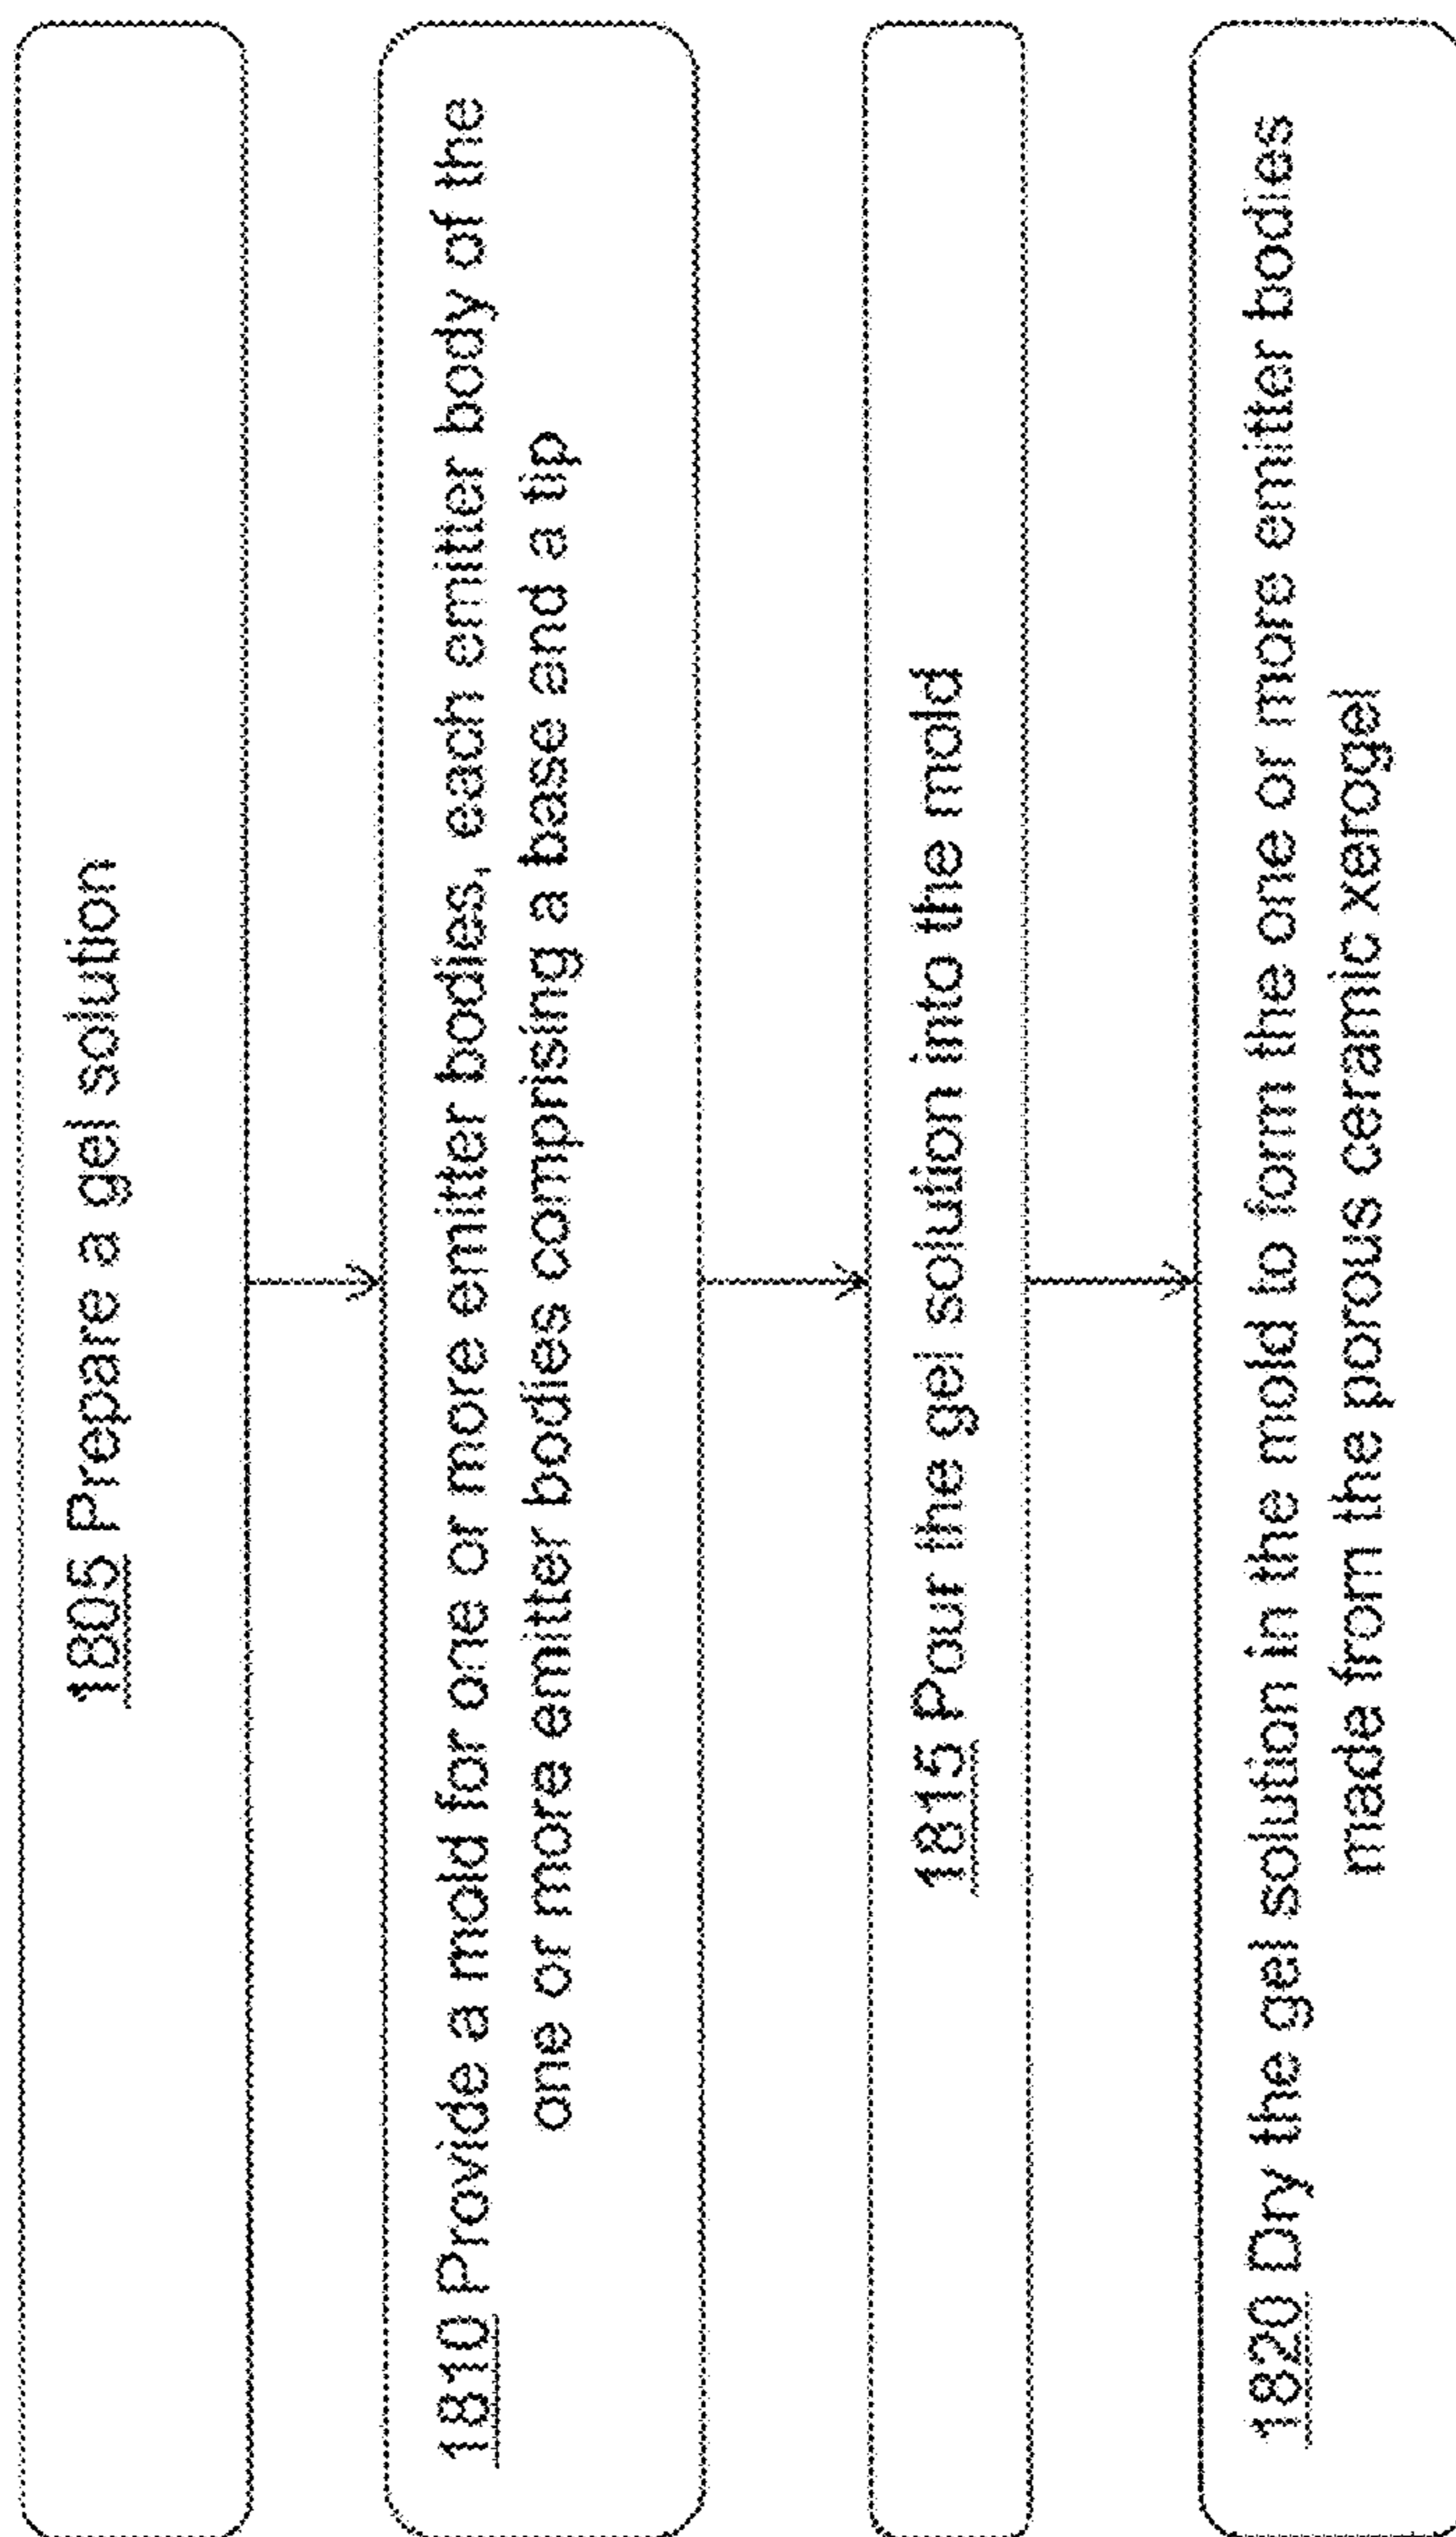 1805 Prepare a gel solution
1810 Provide a mold for one or more emitter bodies, each emitter body of the
one or more emitter bodies comprising a base and a tip
1815 Pour the gel solution into the mold
1820 Dry the gel solution in the mold to form the one or more emitter bodies
made from the porous ceramic xerogel